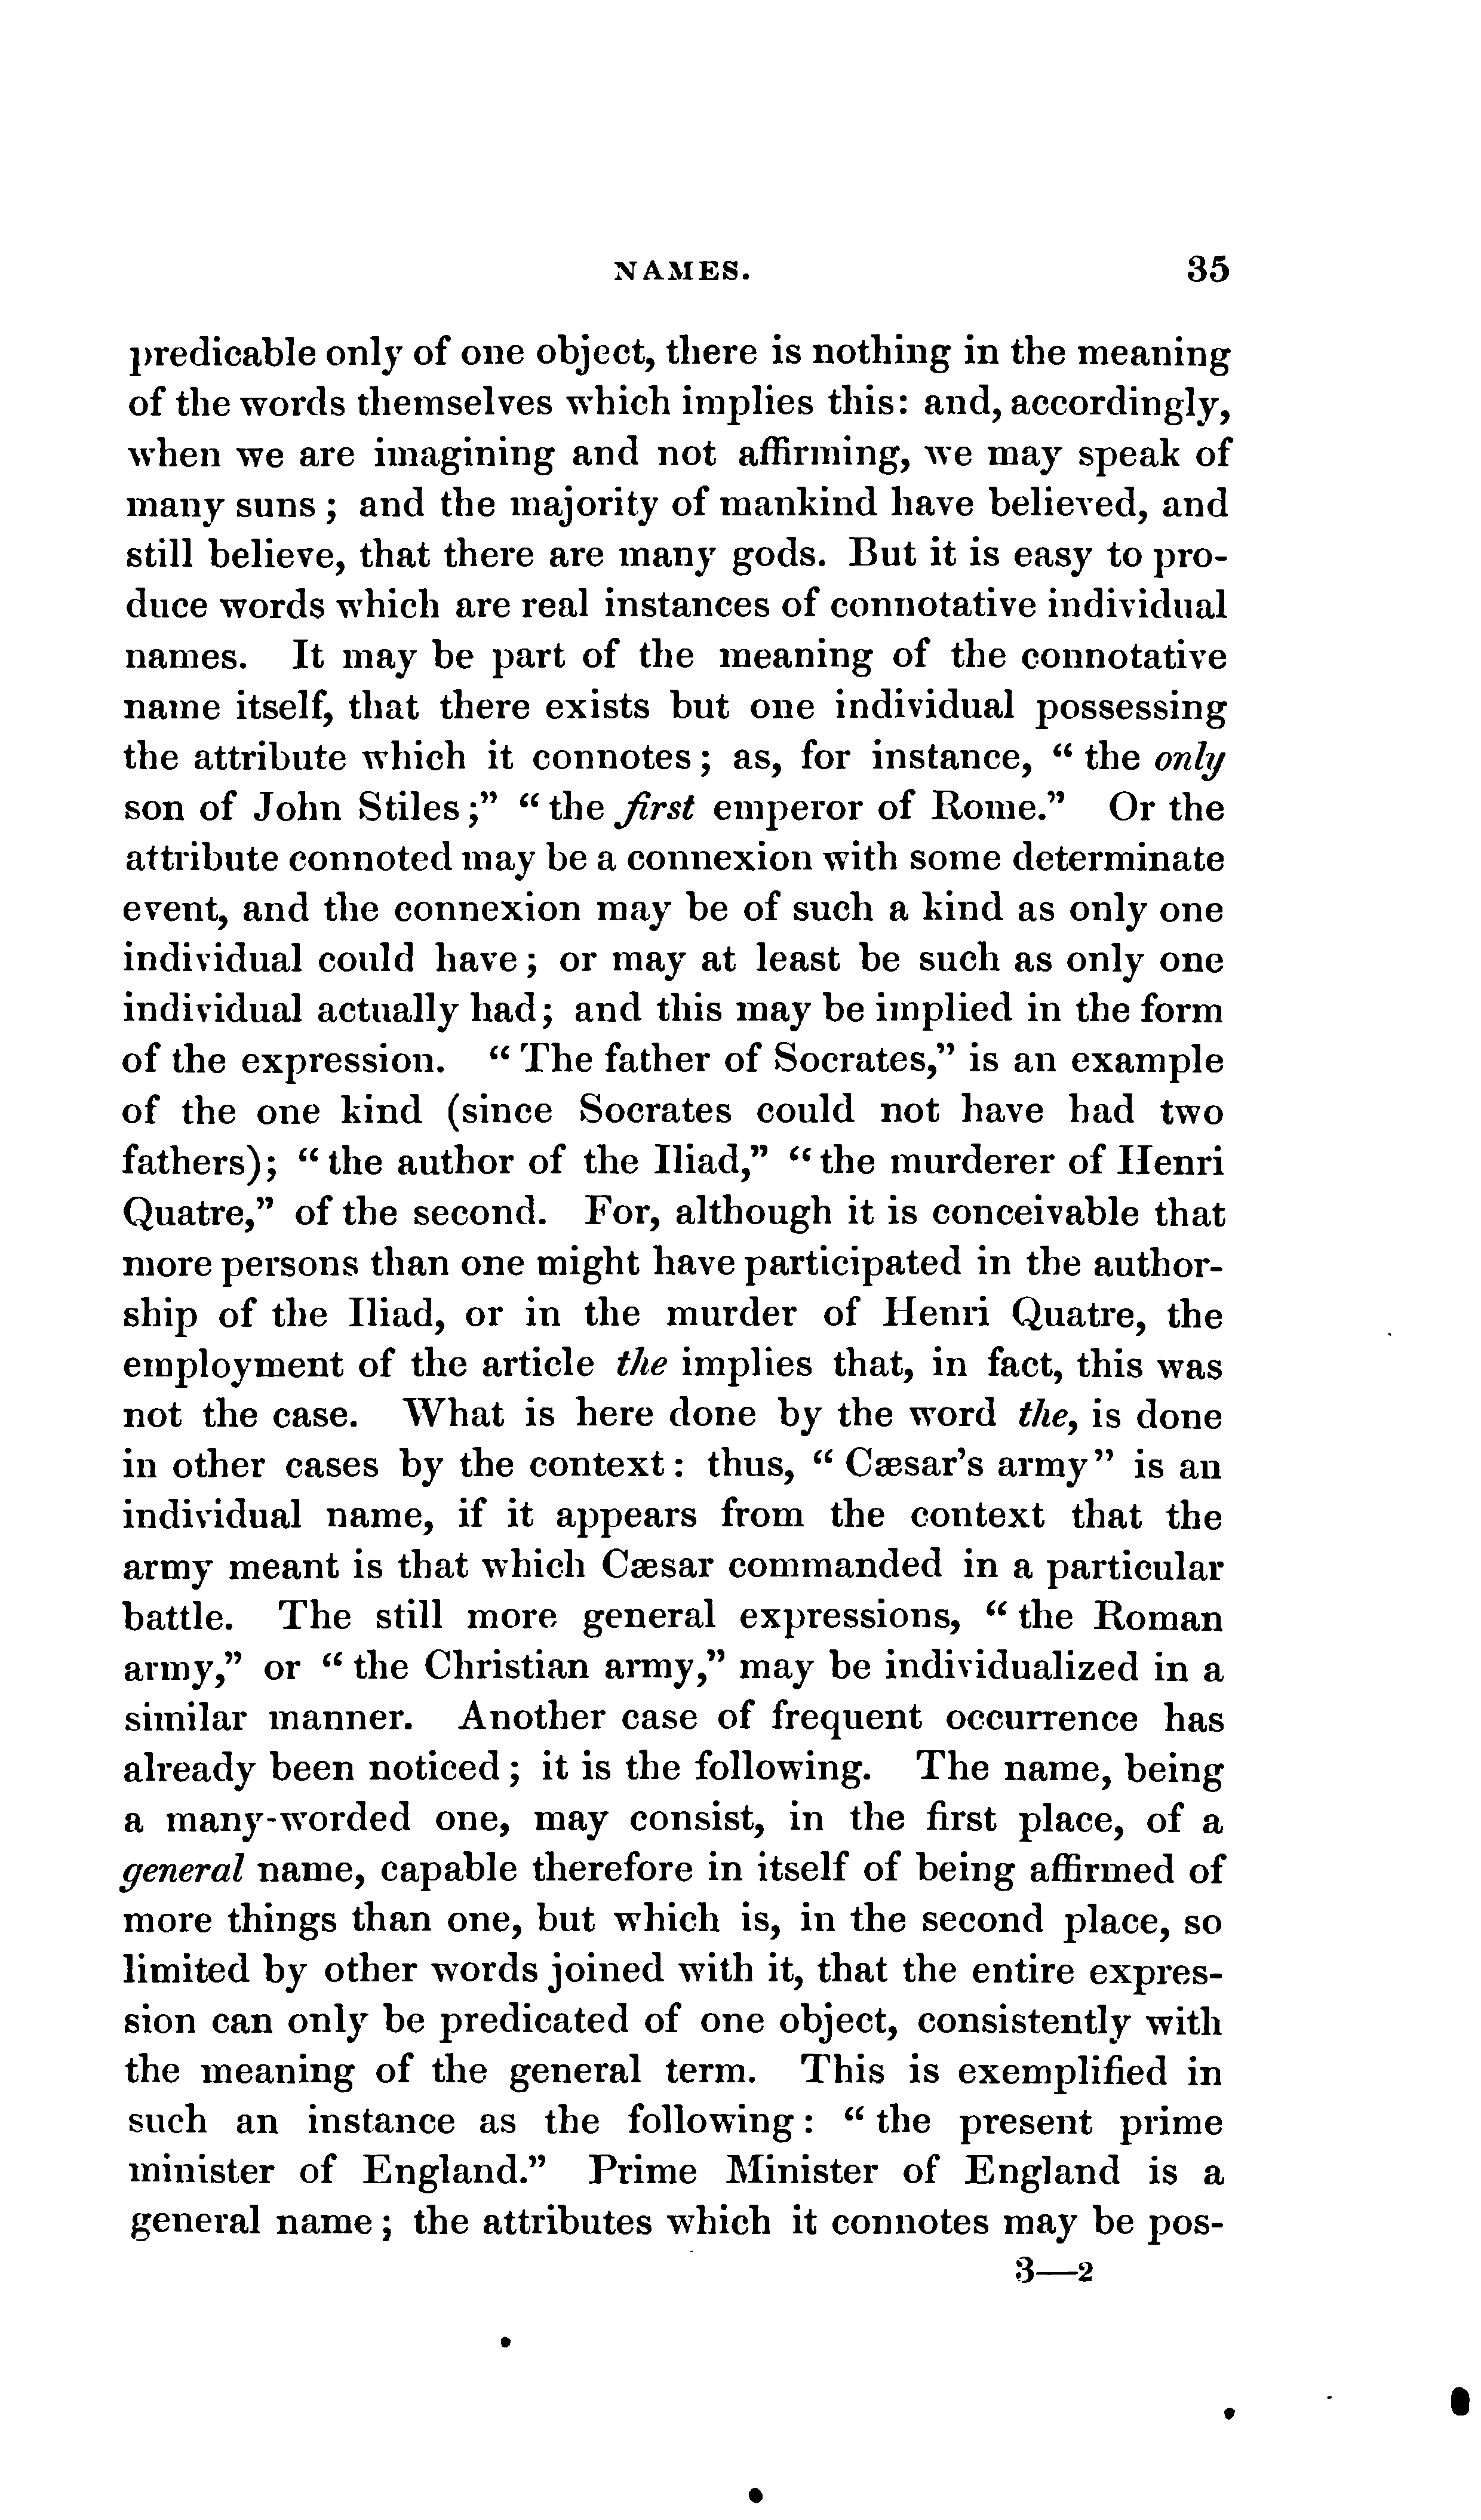 NAMES. 35
predicable only of one object, there is nothing in the meaning
of the words themselves which implies this: and, accordingly,
when we are imagining and not affirming, we may speak of
many suns ; and the majority of mankind have believed, and
still believe, that there are many gods. But it is easy to pro-
duce words which are real instances of connotative individual
names. It may be part of the meaning of the connotative
name itself, that there exists but one individual possessing
the attribute which it connotes ; as, for instance, “ the only
son of John Stiles ;” “ the first emperor of Rome.” Or the
attribute connoted may be a connexion with some determinate
event, and the connexion may be of such a kind as only one
individual could have ; or may at least be such as only one
individual actually had ; and this may be implied in the form
of the expression. “ The father of Socrates,” is an example
of the one kind (since Socrates could not have had two
fathers) ; “ the author of the Iliad,” “ the murderer of Henri
Quatre,” of the second. For, although it is conceivable that
more persons than one might have participated in the author-
ship of the Iliad, or in the murder of Henri Quatre, the
employment of the article the implies that, in fact, this was
not the case. What is here done by the word the, is done
in other cases by the context : thus, “ Cæsar’s army” is an
individual name, if it appears from the context that the
army meant is that which Cæsar commanded in a particular
battle. The still more general expressions, “ the Roman
army,” or “ the Christian army,” may be individualized in a
similar manner. Another case of frequent occurrence has
already been noticed ; it is the following. The name, being
a many-worded one, may consist, in the first place, of a
general name, capable therefore in itself of being affirmed of
more things than one, but which is, in the second place, so
limited by other words joined with it, that the entire expres-
sion can only be predicated of one object, consistently with
the meaning of the general term. This is exemplified in
such an instance as the following : “ the present prime
minister of England.” Prime Minister of England is a
general name ; the attributes which it connotes may be pos-
3—2